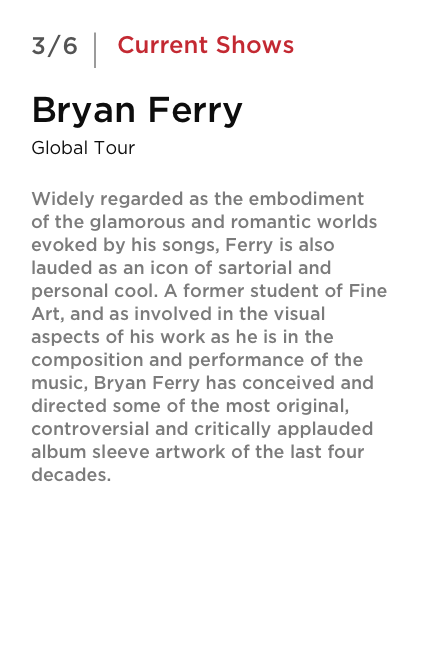 3/6 | Current Shows
Bryan Ferry
Global Tour
Widely regarded as the embodiment
of the glamorous and romantic worlds
evoked by his songs, Ferry is also
lauded as an icon of sartorial and
personal cool. A former student of Fine
Art, and as involved in the visual
aspects of his work as he is in the
composition and performance of the
music, Bryan Ferry has conceived and
directed some of the most original,
controversial and critically applauded
album sleeve artwork of the last four
decades.